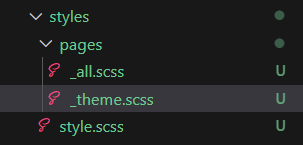 styles
pages
_all.scss U
_theme.scss U
style.scss U